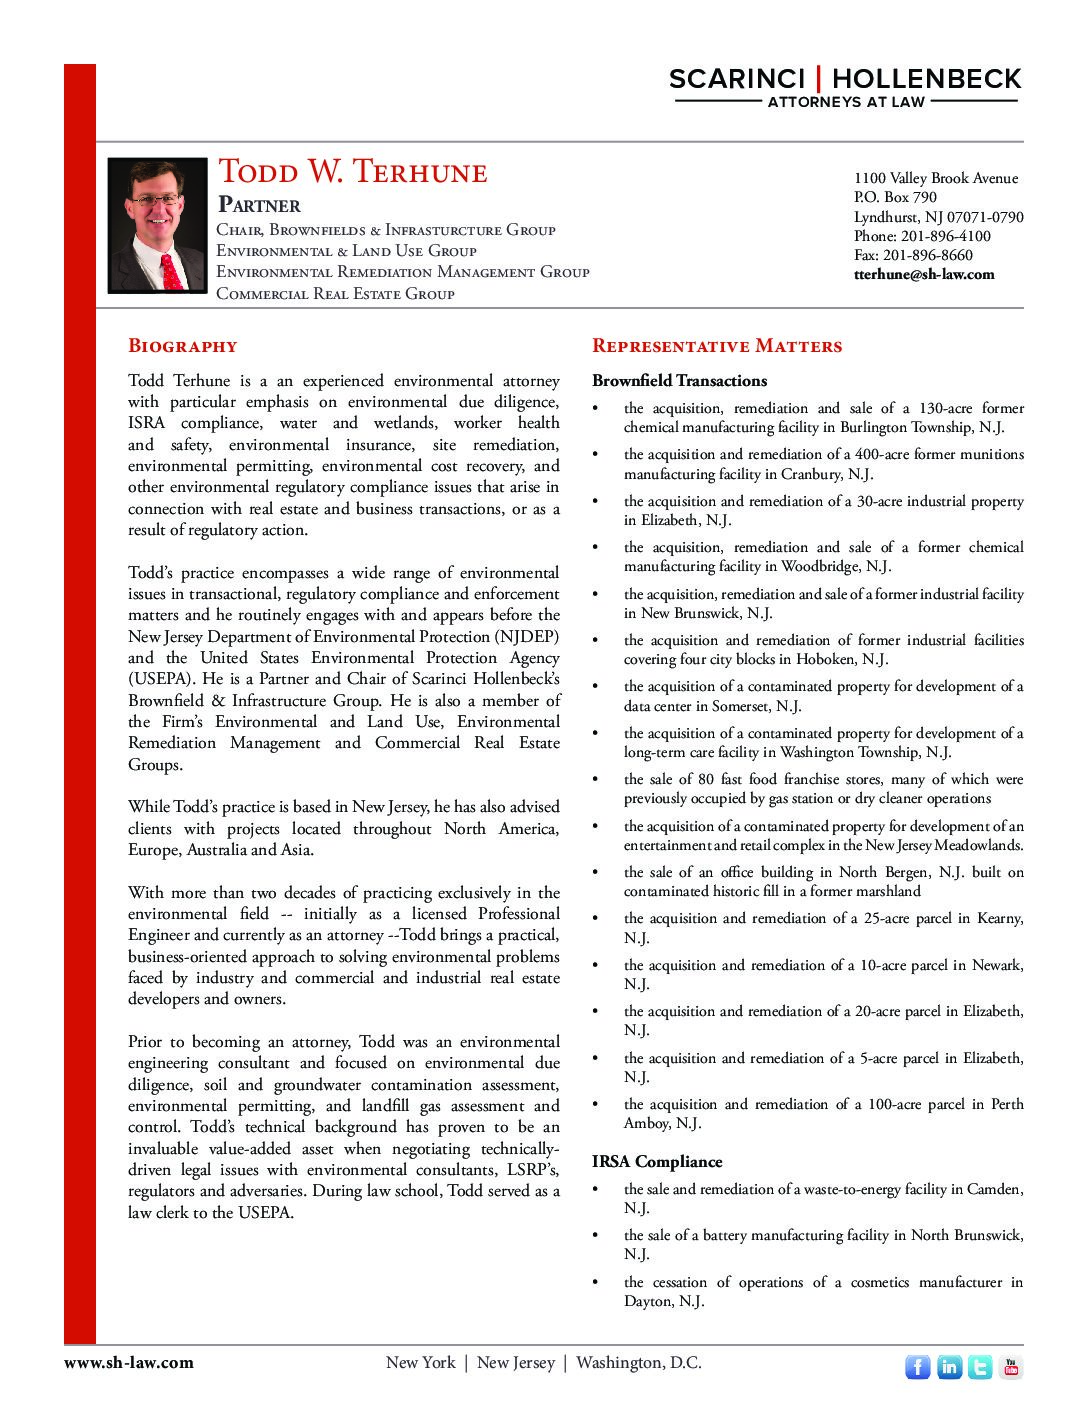 SCARINCI | HOLLENBECK
ATTORNEYS AT LAW
Todd W. Terhune
Partner
Chair, Brownfields & Infrasturcture Group
Environmental & Land Use Group
Environmental Remediation Management Group
Commercial Real Estate Group
1100 Valley Brook Avenue
P.O. Box 790
Lyndhurst, NJ 07071-0790
Phone: 201-896-4100
Fax: 201-896-8660
tterhune@sh-law.com
Biography
Todd Terhune is a an experienced environmental attorney
with particular emphasis on environmental due diligence,
ISRA compliance, water and wetlands, worker health
and safety, environmental insurance, site remediation,
environmental permitting, environmental cost recovery, and
other environmental regulatory compliance issues that arise in
connection with real estate and business transactions, or as a
result of regulatory action.
Todd's practice encompasses a wide range of environmental
issues in transactional, regulatory compliance and enforcement
matters and he routinely engages with and appears before the
New Jersey Department of Environmental Protection (NJDEP)
and the United States Environmental Protection Agency
(USEPA). He is a Partner and Chair of Scarinci Hollenbeck's
Brownfield & Infrastructure Group. He is also a member of
the Firm's Environmental and Land Use, Environmental
Remediation Management and Commercial Real Estate
Groups.
While Todd's practice is based in New Jersey, he has also advised
clients with projects located throughout North America,
Europe, Australia and Asia.
With more than two decades of practicing exclusively in the
environmental field -- initially as a licensed Professional
Engineer and currently as an attorney --Todd brings a practical,
business-oriented approach to solving environmental problems
faced by industry and commercial and industrial real estate
developers and owners.
Prior to becoming an attorney, Todd was an environmental
engineering consultant and focused on environmental due
diligence, soil and groundwater contamination assessment,
environmental permitting, and landfill gas assessment and
control. Todd's technical background has proven to be an
invaluable value-added asset when negotiating technically-
driven legal issues with environmental consultants, LSRP's,
regulators and adversaries. During law school, Todd served as a
law clerk to the USEPA.
Representative Matters
Brownfield Transactions
• the acquisition, remediation and sale of a 130-acre former
chemical manufacturing facility in Burlington Township, N.J.
• the acquisition and remediation of a 400-acre former munitions
manufacturing facility in Cranbury, N.J.
• the acquisition and remediation of a 30-acre industrial property
in Elizabeth, N.J.
• the acquisition, remediation and sale of a former chemical
manufacturing facility in Woodbridge, N.J.
• the acquisition, remediation and sale of a former industrial facility
in New Brunswick, N.J.
• the acquisition and remediation of former industrial facilities
covering four city blocks in Hoboken, N.J.
• the acquisition of a contaminated property for development of a
data center in Somerset, N.J.
• the acquisition of a contaminated property for development of a
long-term care facility in Washington Township, N.J.
• the sale of 80 fast food franchise stores, many of which were
previously occupied by gas station or dry cleaner operations
• the acquisition of a contaminated property for development of an
entertainment and retail complex in the New Jersey Meadowlands.
• the sale of an office building in North Bergen, N.J. built on
contaminated historic fill in a former marshland
• the acquisition and remediation of a 25-acre parcel in Kearny,
N.J.
• the acquisition and remediation of a 10-acre parcel in Newark,
N.J.
• the acquisition and remediation of a 20-acre parcel in Elizabeth,
N.J.
• the acquisition and remediation of a 5-acre parcel in Elizabeth,
N.J.
• the acquisition and remediation of a 100-acre parcel in Perth
Amboy, N.J.
IRSA Compliance
• the sale and remediation of a waste-to-energy facility in Camden,
N.J.
• the sale of a battery manufacturing facility in North Brunswick,
N.J.
• the cessation of operations of a cosmetics manufacturer in
Dayton, N.J.
www.sh-law.com
New York | New Jersey | Washington, D.C.
f in t You Tube